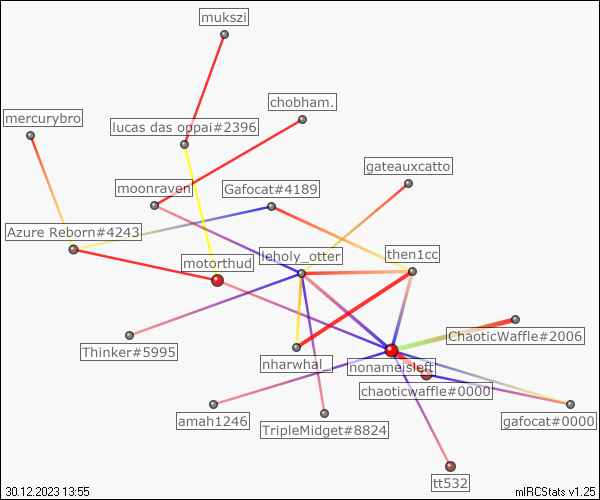 mukszi
chobham.
mercurybro
lucas das oppai#2396
gateauxcatto
moonraven
Gafocat#4189
Azure Reborn#4243
leholy_otter
then1cc
motorthud
ChaoticWaffle#2006
Thinker#5995
nharwhal_
nonameisleft
chaoticwaffle#0000
amah1246
TripleMidget#8824
gafocat#0000
tt532
30.12.2023 13:55
mIRCStats v1.25